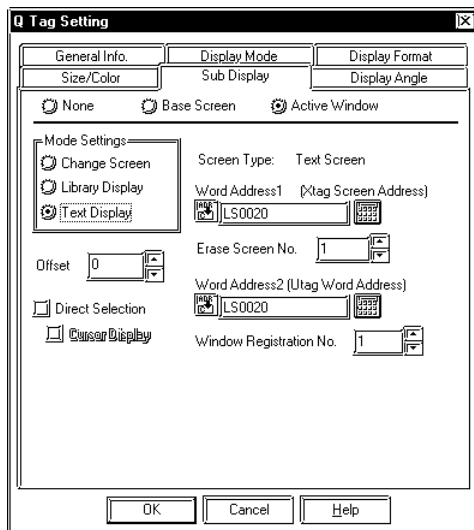 Q Tag Setting
General Info. Display Mode Display Format
Size/Color Sub Display Display Angle
None Base Screen Active Window
Mode Settings
Change Screen
Library Display
Text Display
Screen Type: Text Screen
Word Address1 (Xtag Screen Address)
LS0020
Erase Screen No. 1
Offset 0
Word Address2 (Utag Word Address)
LS0020
Direct Selection
Cursor Display
Window Registration No. 1
OK Cancel Help